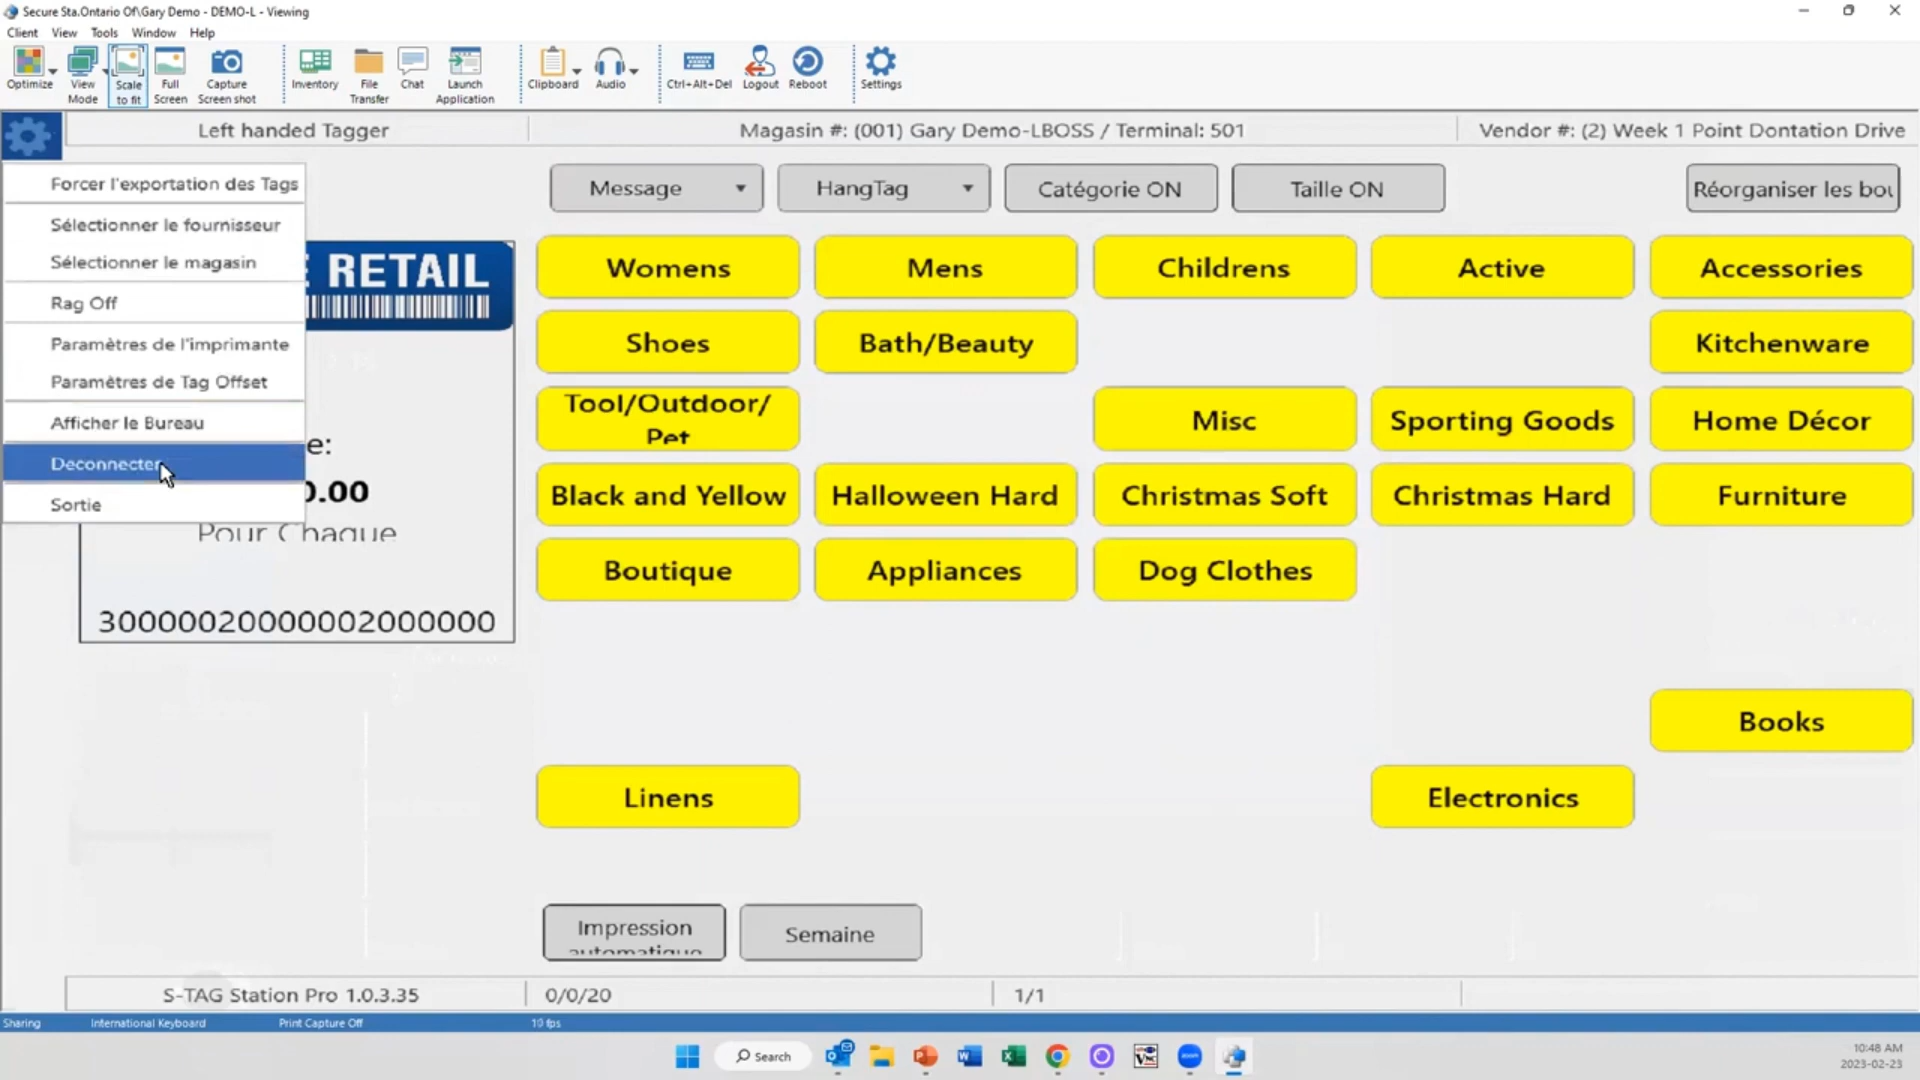 Secure Sta.Ontario Of\Gary Demo - DEMO-L - Viewing
Client View Tools Window Help
Optimize
View Mode
Scale to fit
Full Screen
Capture Screen shot
Inventory
File Transfer
Chat
Launch Application
Clipboard
Audio
Ctrl+Alt+Del
Logout
Reboot
Settings
Left handed Tagger
Magasin #: (001) Gary Demo-LBOSS / Terminal: 501
Vendor #: (2) Week 1 Point Dontation Drive
Forcer l'exportation des Tags
Sélectionner le fournisseur
Sélectionner le magasin
Rag Off
Paramètres de l'imprimante
Paramètres de Tag Offset
Afficher le Bureau
Deconnecter
Sortie
RETAIL
e:
0.00
Pour Chaque
30000020000002000000
Message
HangTag
Catégorie ON
Taille ON
Réorganiser les bou
Womens
Mens
Childrens
Active
Accessories
Shoes
Bath/Beauty
Kitchenware
Tool/Outdoor/
Pet
Misc
Sporting Goods
Home Décor
Black and Yellow
Halloween Hard
Christmas Soft
Christmas Hard
Furniture
Boutique
Appliances
Dog Clothes
Books
Linens
Electronics
Impression
automatique
Semaine
S-TAG Station Pro 1.0.3.35
0/0/20
1/1
Sharing
International Keyboard
Print Capture Off
10 fps
Search
10:48 AM
2023-02-23